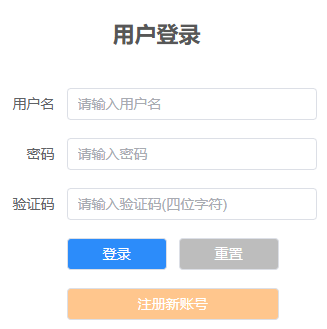 用户登录
用户名 请输入用户名
密码 请输入密码
验证码 请输入验证码(四位字符)
登录 重置
注册新账号